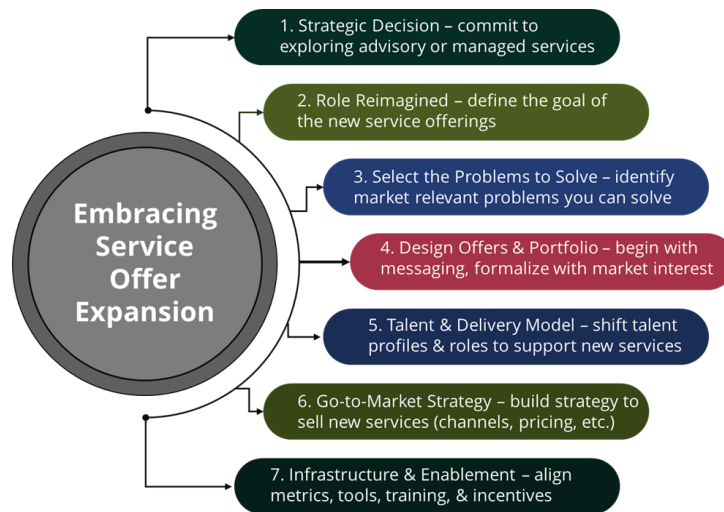 1. Strategic Decision – commit to
exploring advisory or managed services
2. Role Reimagined – define the goal of
the new service offerings
3. Select the Problems to Solve – identify
market relevant problems you can solve
Embracing
Service
Offer
Expansion
4. Design Offers & Portfolio – begin with
messaging, formalize with market interest
5. Talent & Delivery Model – shift talent
profiles & roles to support new services
6. Go-to-Market Strategy – build strategy to
sell new services (channels, pricing, etc.)
7. Infrastructure & Enablement – align
metrics, tools, training, & incentives